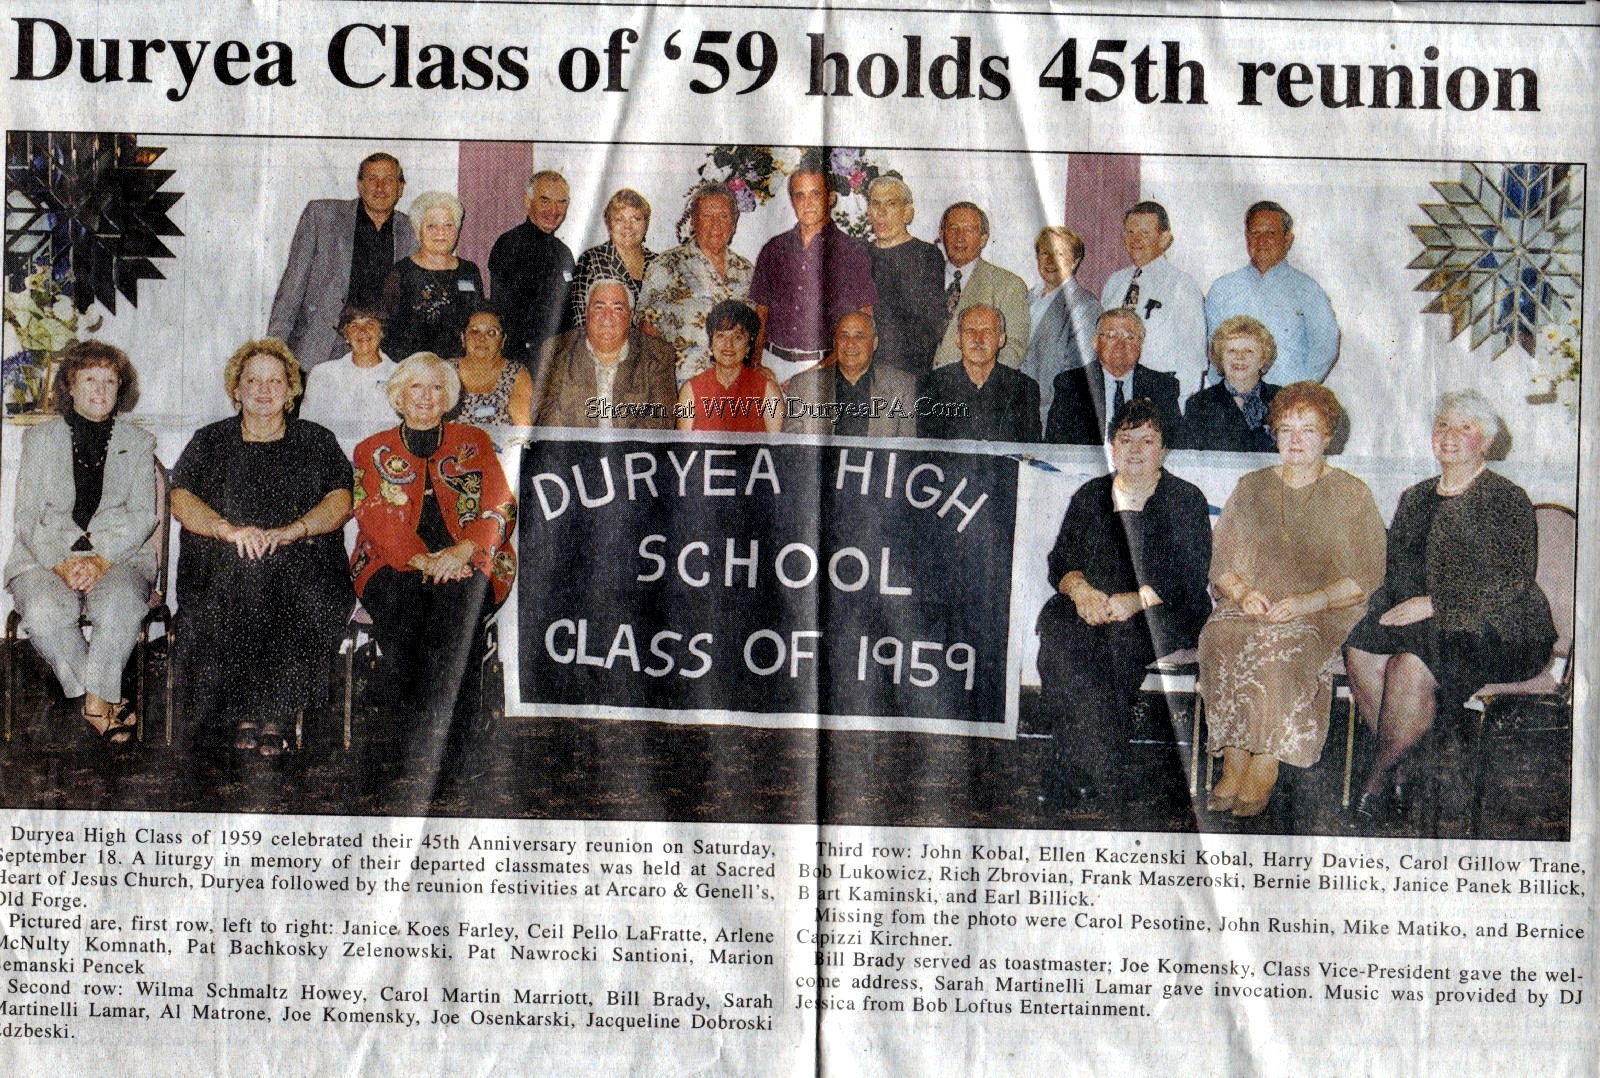 Duryea Class of ‘59 holds 45th reunion
Shown at WWW.DuryeaPA.Com
DURYEA HIGH
SCHOOL
CLASS OF 1959
Duryea High Class of 1959 celebrated their 45th Anniversary reunion on Saturday,
September 18. A liturgy in memory of their departed classmates was held at Sacred
Heart of Jesus Church, Duryea followed by the reunion festivities at Arcaro & Genell's,
Old Forge.
Pictured are, first row, left to right: Janice Koes Farley, Ceil Pello LaFratte, Arlene
McNulty Komnath, Pat Bachkosky Zelenowski, Pat Nawrocki Santioni, Marion
emanski Pencek
Second row: Wilma Schmaltz Howey, Carol Martin Marriott, Bill Brady, Sarah
Martinelli Lamar, Al Matrone, Joe Komensky, Joe Osenkarski, Jacqueline Dobroski
dzbeski.
Third row: John Kobal, Ellen Kaczenski Kobal, Harry Davies, Carol Gillow Trane,
Bob Lukowicz, Rich Zbrovian, Frank Maszeroski, Bernie Billick, Janice Panek Billick,
Bart Kaminski, and Earl Billick.
Missing fom the photo were Carol Pesotine, John Rushin, Mike Matiko, and Bernice
Capizzi Kirchner.
Bill Brady served as toastmaster; Joe Komensky, Class Vice-President gave the wel-
come address, Sarah Martinelli Lamar gave invocation. Music was provided by DJ
Jessica from Bob Loftus Entertainment.